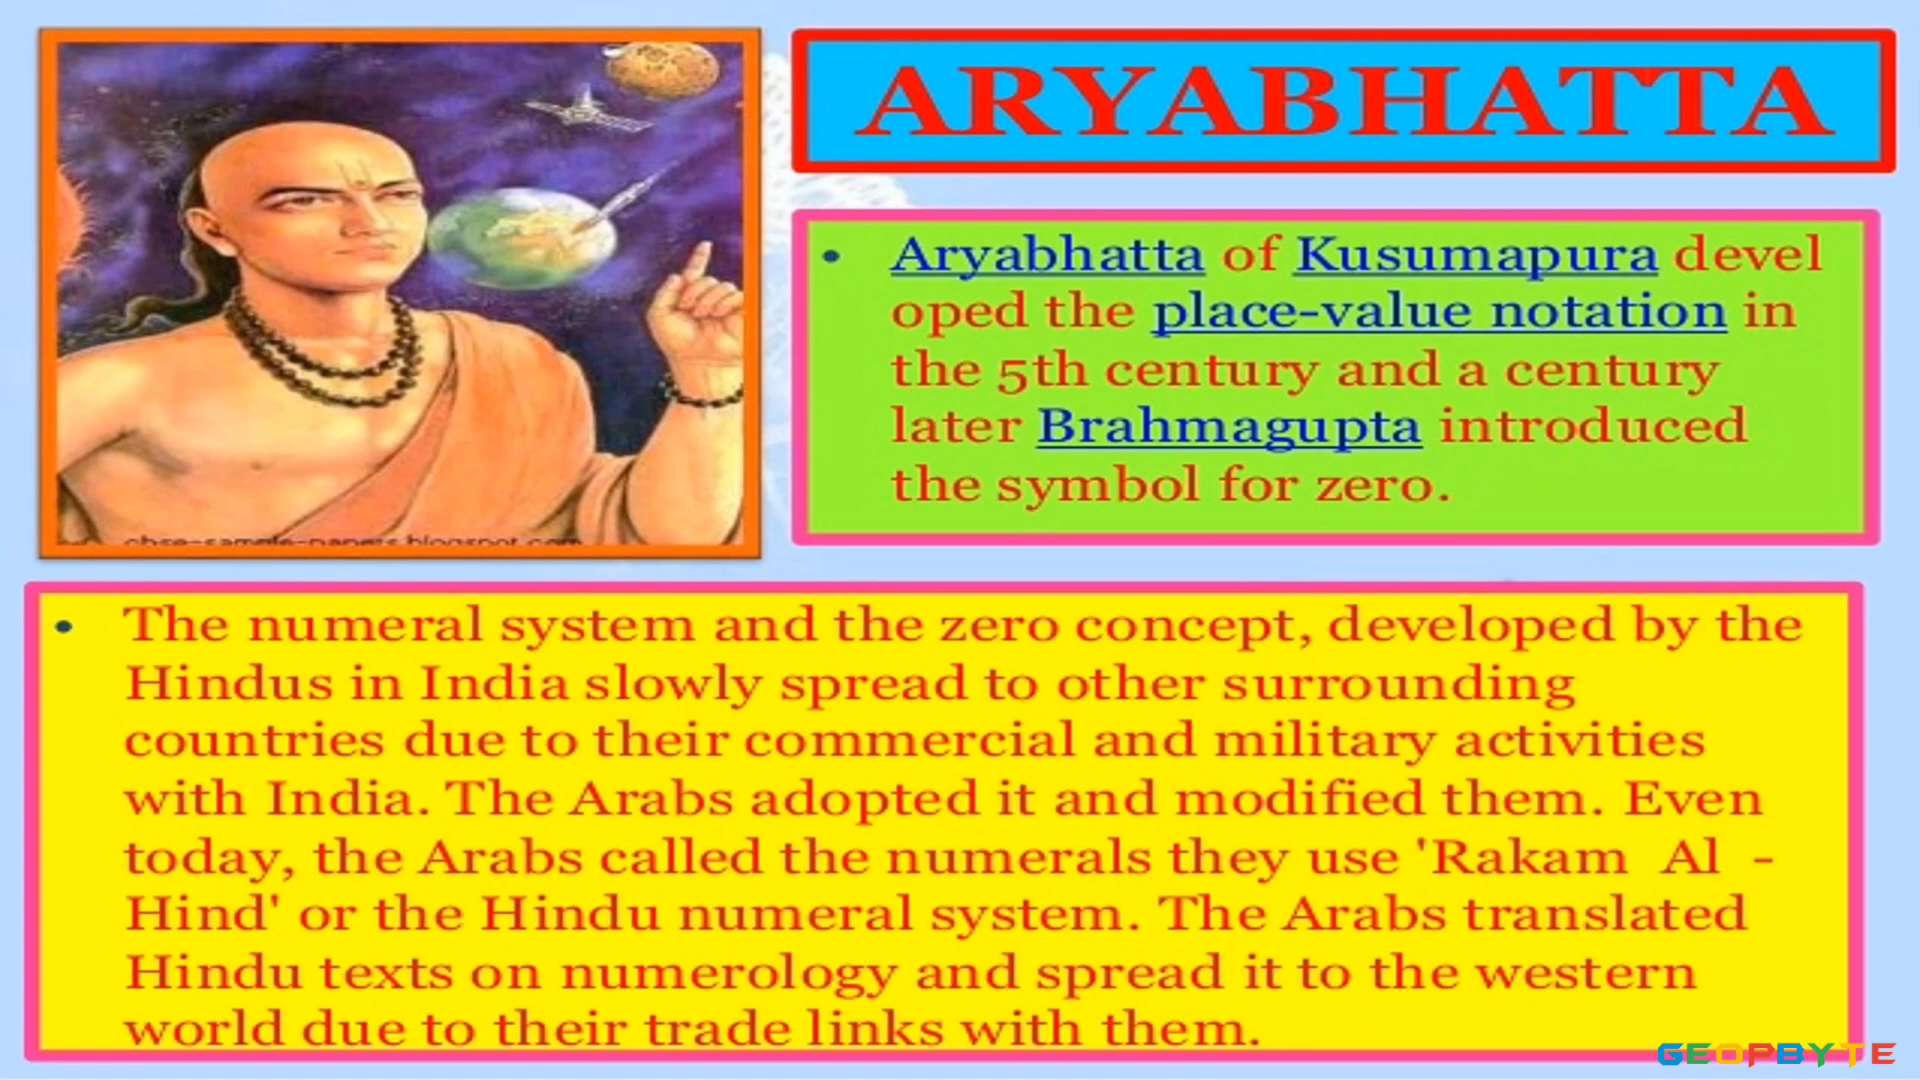 ARYABHATTA
• Aryabhatta of Kusumapura devel
oped the place-value notation in
the 5th century and a century
later Brahmagupta introduced
the symbol for zero.
cbse-sample-papers.blogspot.com
• The numeral system and the zero concept, developed by the
Hindus in India slowly spread to other surrounding
countries due to their commercial and military activities
with India. The Arabs adopted it and modified them. Even
today, the Arabs called the numerals they use 'Rakam Al -
Hind' or the Hindu numeral system. The Arabs translated
Hindu texts on numerology and spread it to the western
world due to their trade links with them.
GEOPBYTE